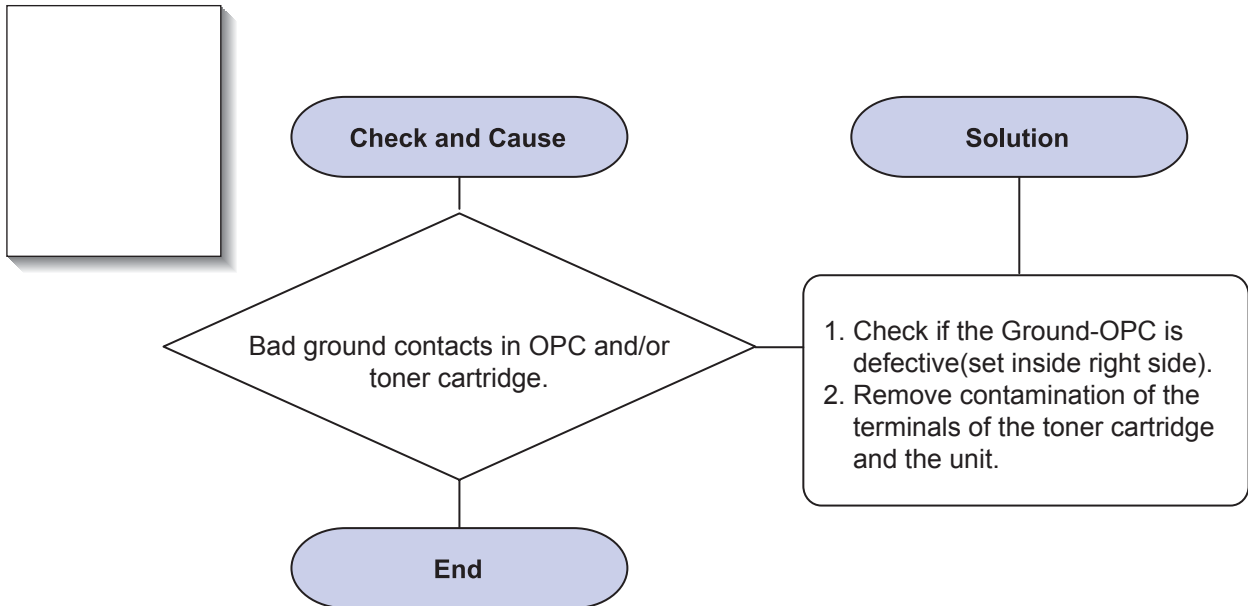 Check and Cause
Solution
Bad ground contacts in OPC and/or
toner cartridge.
1. Check if the Ground-OPC is
defective(set inside right side).
2. Remove contamination of the
terminals of the toner cartridge
and the unit.
End